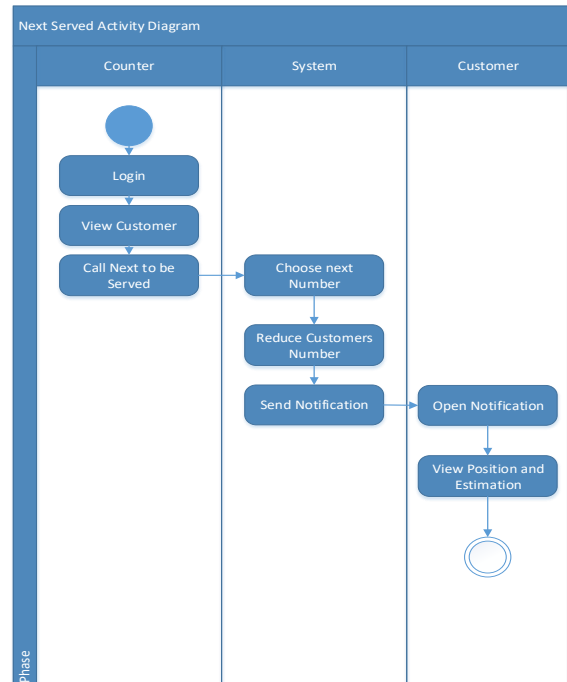 Next Served Activity Diagram
Counter
System
Customer
Login
View Customer
Call Next to be
Served
Choose next
Number
Reduce Customers
Number
Send Notification
Open Notification
View Position and
Estimation
Phase